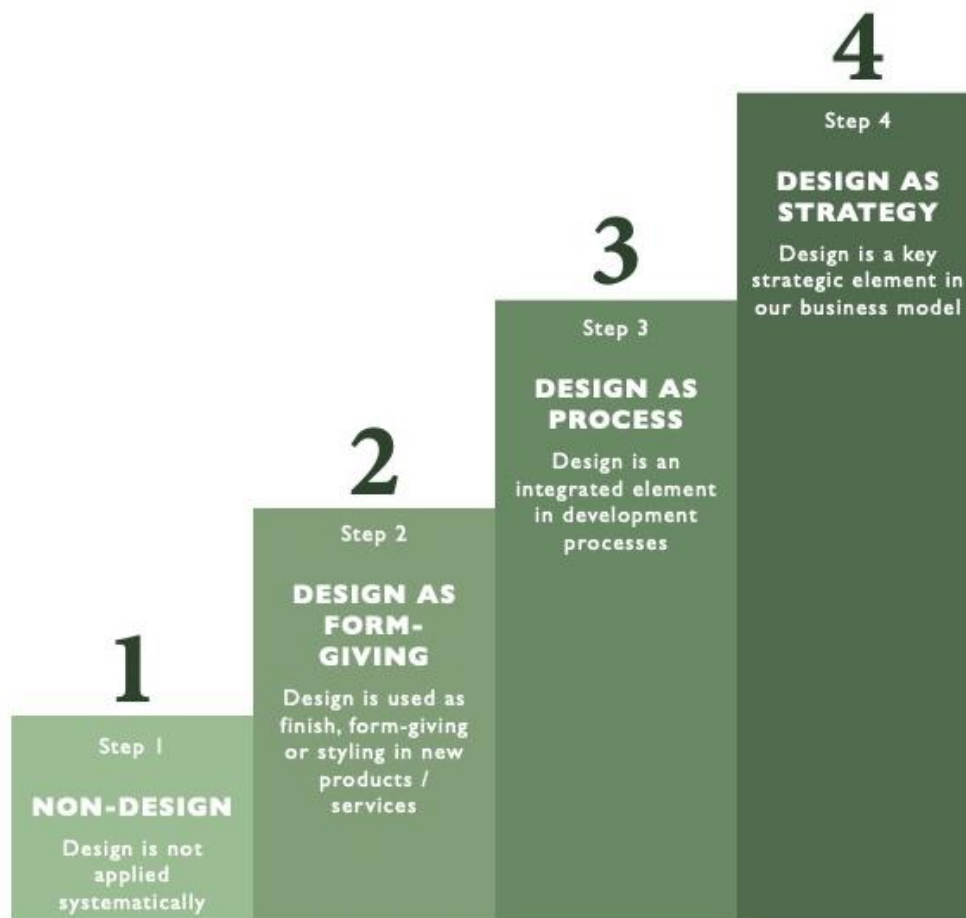 1
Step 1
NON-DESIGN
Design is not
applied
systematically
2
Step 2
DESIGN AS
FORM-
GIVING
Design is used as
finish, form-giving
or styling in new
products /
services
3
Step 3
DESIGN AS
PROCESS
Design is an
integrated element
in development
processes
4
Step 4
DESIGN AS
STRATEGY
Design is a key
strategic element in
our business model